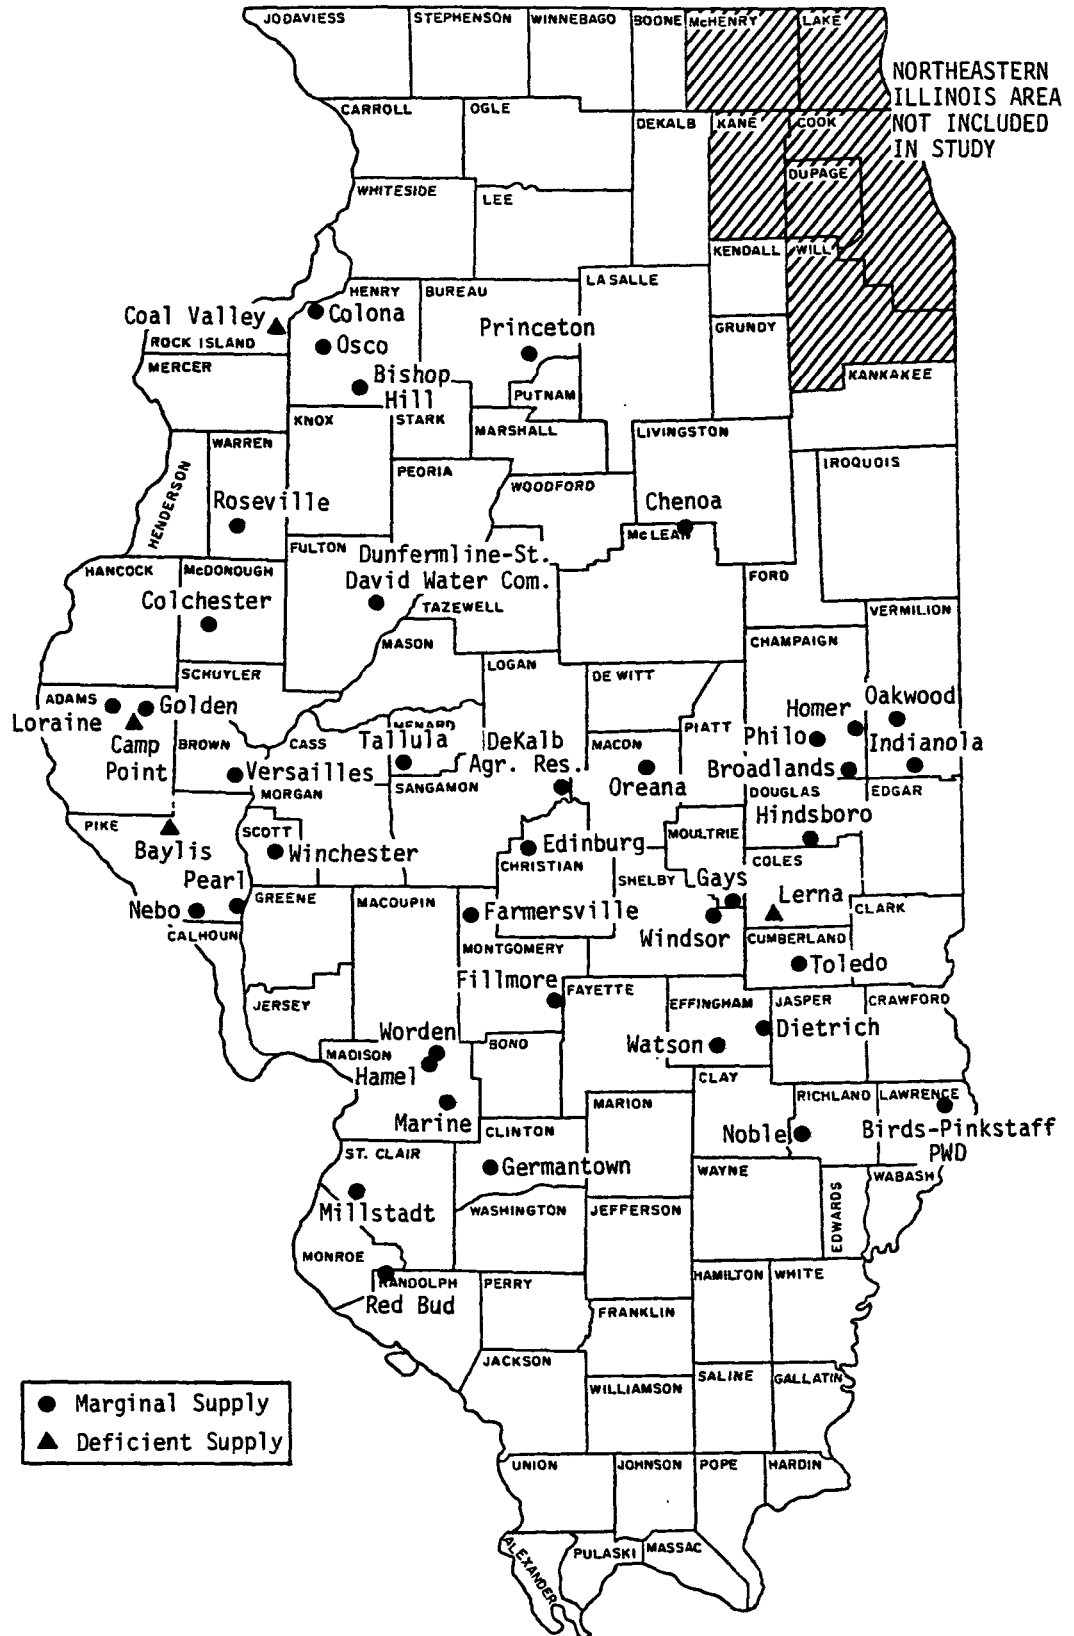 JODAVIESS
STEPHENSON
WINNEBAGO
BOONE
McHENRY
LAKE
NORTHEASTERN
ILLINOIS AREA
NOT INCLUDED
IN STUDY
CARROLL
OGLE
DEKALB
KANE
COOK
DUPAGE
WHITESIDE
LEE
KENDALL
WILL
LA SALLE
HENRY
BUREAU
Coal Valley
Colona
Princeton
GRUNDY
ROCK ISLAND
Osco
MERCER
Bishop
Hill
PUTNAM
KANKAKEE
KNOX
STARK
MARSHALL
LIVINGSTON
WARREN
PEORIA
WOODFORD
IROQUOIS
HENDERSON
Roseville
Chenoa
McLEAN
FULTON
Dunfermline-St.
David Water Com.
HANCOCK
McDONOUGH
FORD
Colchester
TAZEWELL
VERMILION
MASON
CHAMPAIGN
SCHUYLER
LOGAN
DE WITT
ADAMS
Golden
Loraine
Camp
Point
Oakwood
Homer
PIATT
MENARD
Tallula
DeKalb
Agr. Res.
Philo
Indianola
BROWN
CASS
MACON
Versailles
Oreana
Broadlands
MORGAN
SANGAMON
DOUGLAS
EDGAR
PIKE
SCOTT
Hindsboro
MOULTRIE
Baylis
Winchester
Edinburg
CHRISTIAN
COLES
Pearl
SHELBY
Gays
Lerna
GREENE
MACOUPIN
Nebo
Farmersville
CLARK
CALHOUN
Windsor
CUMBERLAND
MONTGOMERY
Toledo
Fillmore
FAYETTE
JERSEY
EFFINGHAM
JASPER
CRAWFORD
Worden
Dietrich
MADISON
BOND
Watson
Hamel
CLAY
Marine
MARION
RICHLAND
LAWRENCE
CLINTON
Noble
Birds-Pinkstaff
PWD
ST. CLAIR
Germantown
WAYNE
WABASH
Millstadt
WASHINGTON
JEFFERSON
EDWARDS
MONROE
RANDOLPH
Red Bud
PERRY
HAMILTON
WHITE
FRANKLIN
JACKSON
WILLIAMSON
SALINE
GALLATIN
Marginal Supply
Deficient Supply
UNION
JOHNSON
POPE
HARDIN
ALEXANDER
PULASKI
MASSAC